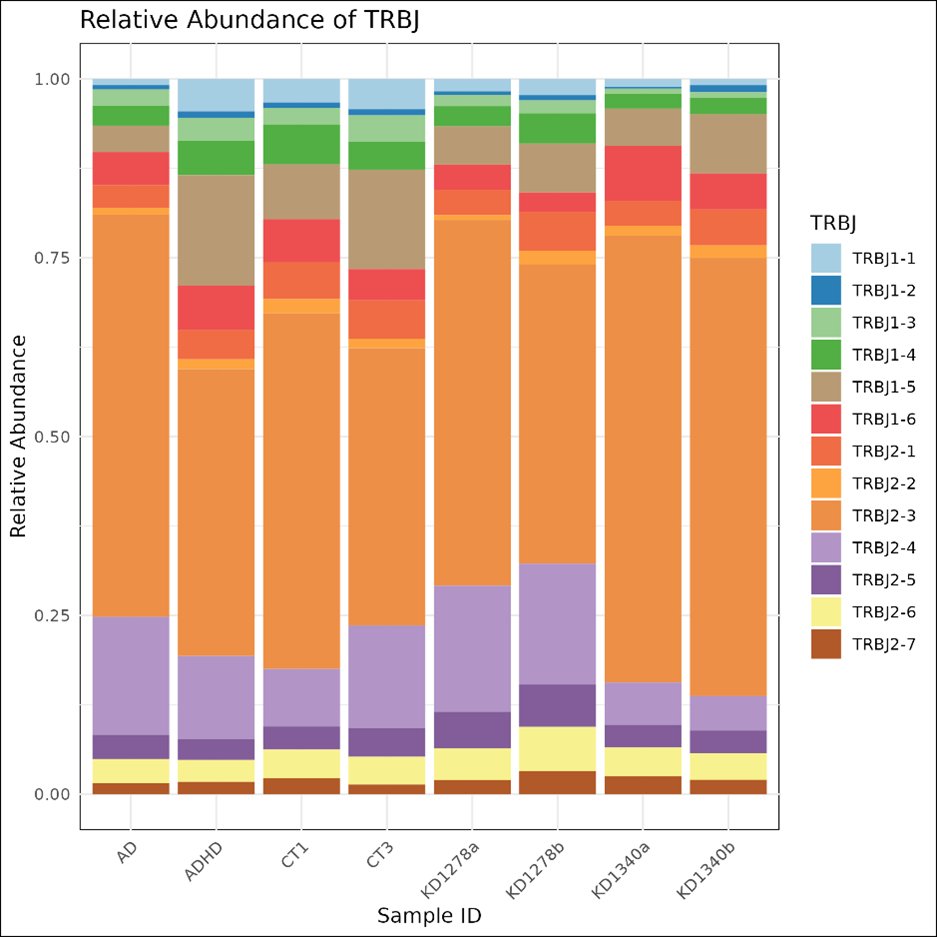 Relative Abundance of TRBJ
Relative Abundance
1.00
0.75
0.50
0.25
0.00
AD
ADHD
CT1
CT3
KD1278a
KD1278b
KD1340a
KD1340b
Sample ID
TRBJ
TRBJ1-1
TRBJ1-2
TRBJ1-3
TRBJ1-4
TRBJ1-5
TRBJ1-6
TRBJ2-1
TRBJ2-2
TRBJ2-3
TRBJ2-4
TRBJ2-5
TRBJ2-6
TRBJ2-7